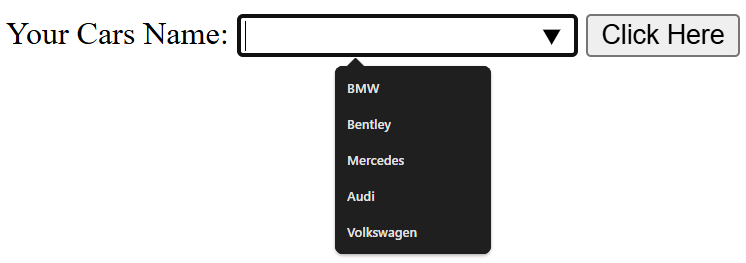 Your Cars Name: Click Here
BMW
Bentley
Mercedes
Audi
Volkswagen